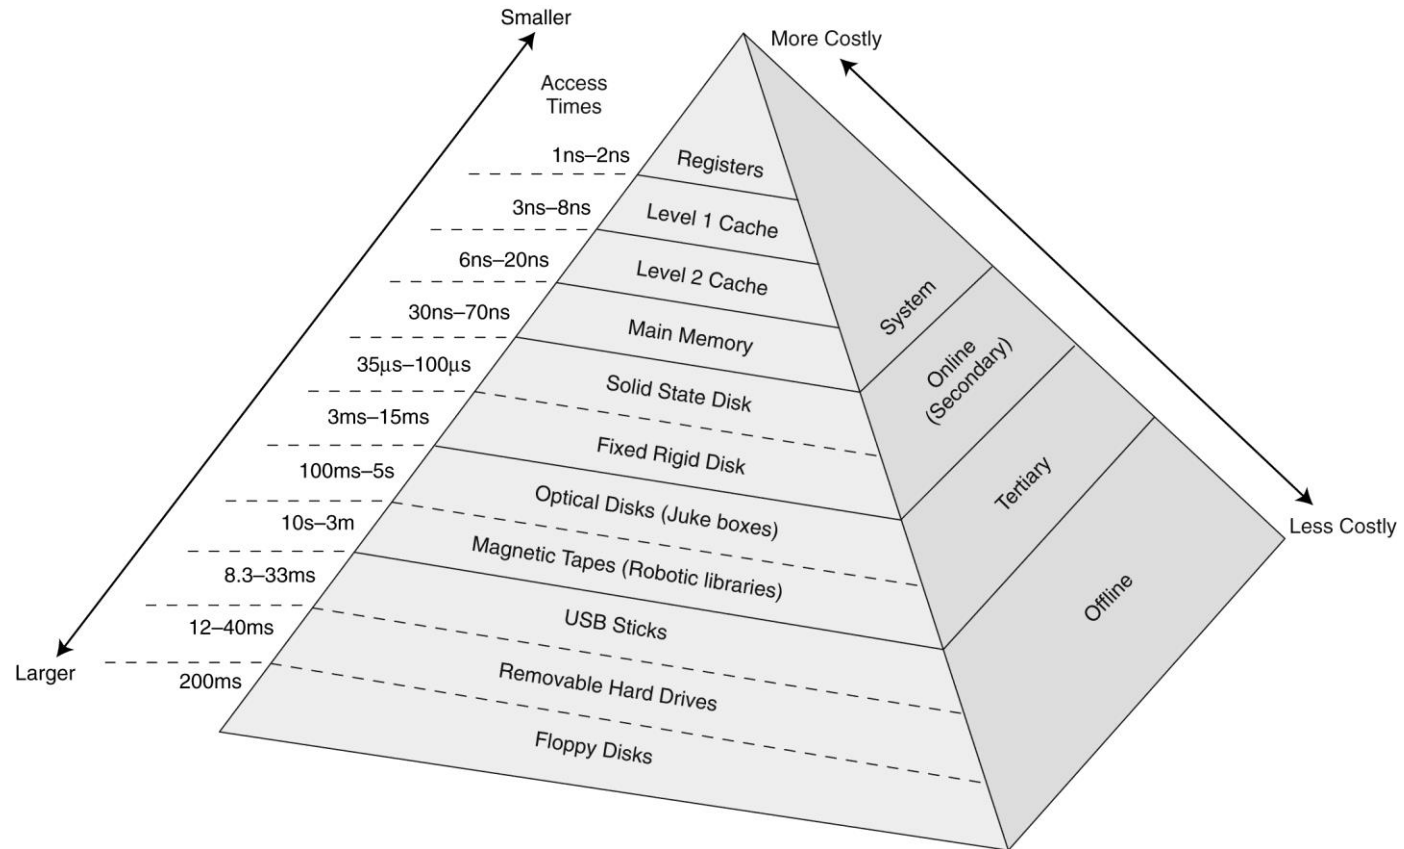 Smaller
More Costly
Access
Times
1ns–2ns
Registers
3ns–8ns
Level 1 Cache
6ns–20ns
Level 2 Cache
30ns–70ns
Main Memory
System
35μs–100μs
Solid State Disk
Online
(Secondary)
3ms–15ms
Fixed Rigid Disk
100ms–5s
Optical Disks (Juke boxes)
Tertiary
10s–3m
Magnetic Tapes (Robotic libraries)
Less Costly
8.3–33ms
USB Sticks
Offline
12–40ms
Removable Hard Drives
Larger
200ms
Floppy Disks